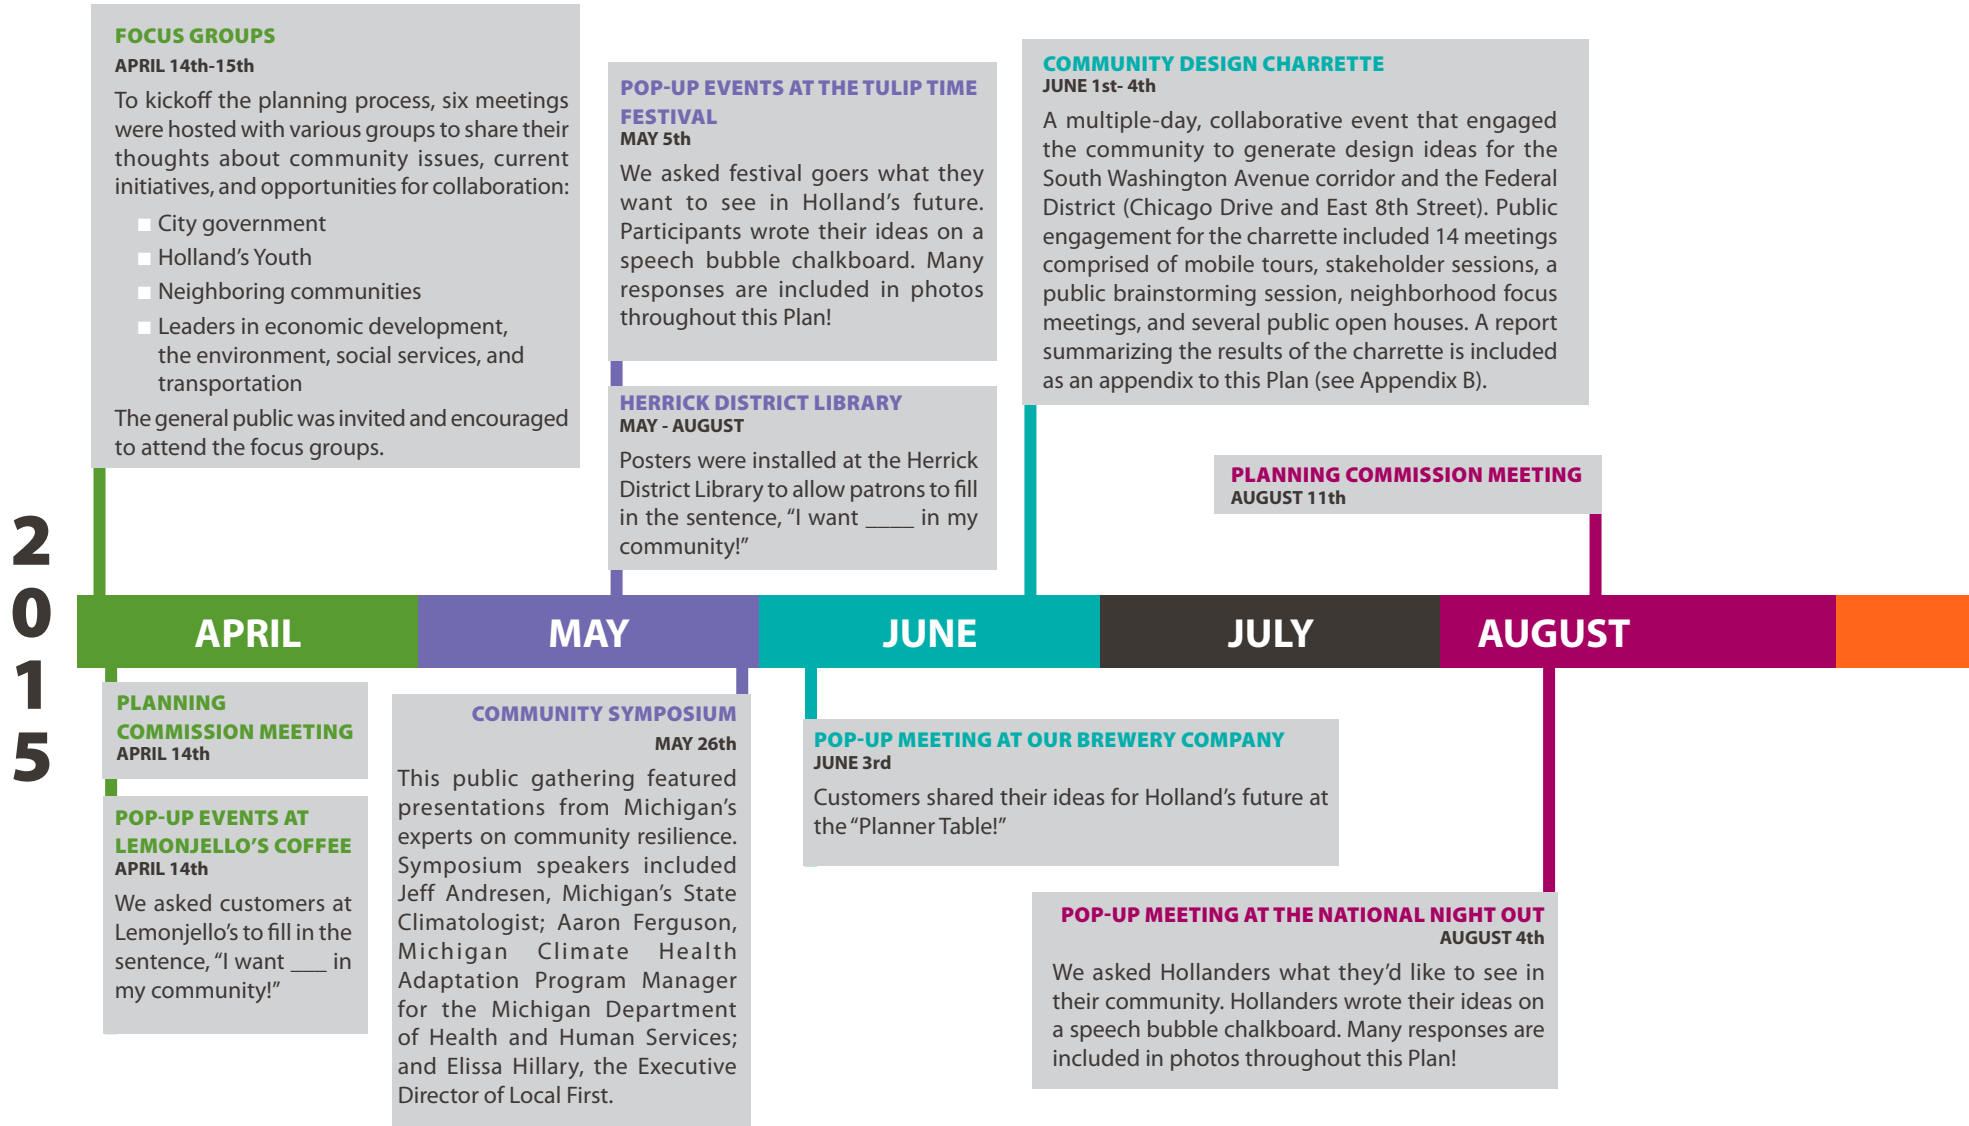 FOCUS GROUPS
APRIL 14th-15th
To kickoff the planning process, six meetings
were hosted with various groups to share their
thoughts about community issues, current
initiatives, and opportunities for collaboration:
City government
Holland’s Youth
Neighboring communities
Leaders in economic development,
the environment, social services, and
transportation
The general public was invited and encouraged
to attend the focus groups.
POP-UP EVENTS AT THE TULIP TIME
FESTIVAL
MAY 5th
We asked festival goers what they
want to see in Holland’s future.
Participants wrote their ideas on a
speech bubble chalkboard. Many
responses are included in photos
throughout this Plan!
HERRICK DISTRICT LIBRARY
MAY - AUGUST
Posters were installed at the Herrick
District Library to allow patrons to fill
in the sentence, “I want ____ in my
community!”
COMMUNITY DESIGN CHARRETTE
JUNE 1st- 4th
A multiple-day, collaborative event that engaged
the community to generate design ideas for the
South Washington Avenue corridor and the Federal
District (Chicago Drive and East 8th Street). Public
engagement for the charrette included 14 meetings
comprised of mobile tours, stakeholder sessions, a
public brainstorming session, neighborhood focus
meetings, and several public open houses. A report
summarizing the results of the charrette is included
as an appendix to this Plan (see Appendix B).
PLANNING COMMISSION MEETING
AUGUST 11th
2015
APRIL
MAY
JUNE
JULY
AUGUST
PLANNING
COMMISSION MEETING
APRIL 14th
POP-UP EVENTS AT
LEMONJELLO’S COFFEE
APRIL 14th
We asked customers at
Lemonjello’s to fill in the
sentence, “I want ___ in
my community!”
COMMUNITY SYMPOSIUM
MAY 26th
This public gathering featured
presentations from Michigan’s
experts on community resilience.
Symposium speakers included
Jeff Andresen, Michigan’s State
Climatologist; Aaron Ferguson,
Michigan Climate Health
Adaptation Program Manager
for the Michigan Department
of Health and Human Services;
and Elissa Hillary, the Executive
Director of Local First.
POP-UP MEETING AT OUR BREWERY COMPANY
JUNE 3rd
Customers shared their ideas for Holland’s future at
the “Planner Table!”
POP-UP MEETING AT THE NATIONAL NIGHT OUT
AUGUST 4th
We asked Hollanders what they’d like to see in
their community. Hollanders wrote their ideas on
a speech bubble chalkboard. Many responses are
included in photos throughout this Plan!